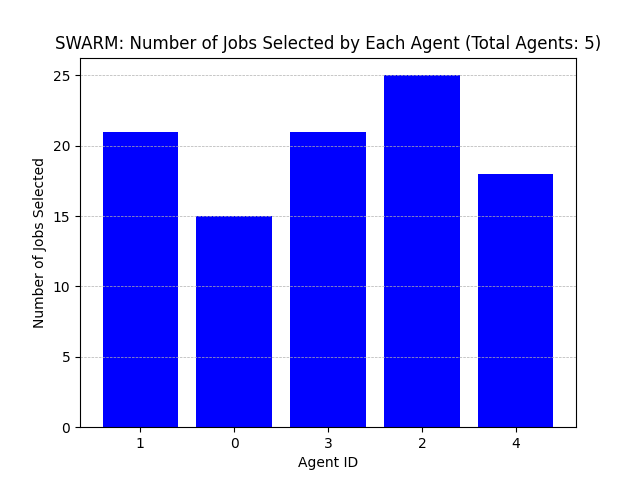 SWARM: Number of Jobs Selected by Each Agent (Total Agents: 5)
25
20
15
10
5
0
Number of Jobs Selected
1 0 3 2 4
Agent ID